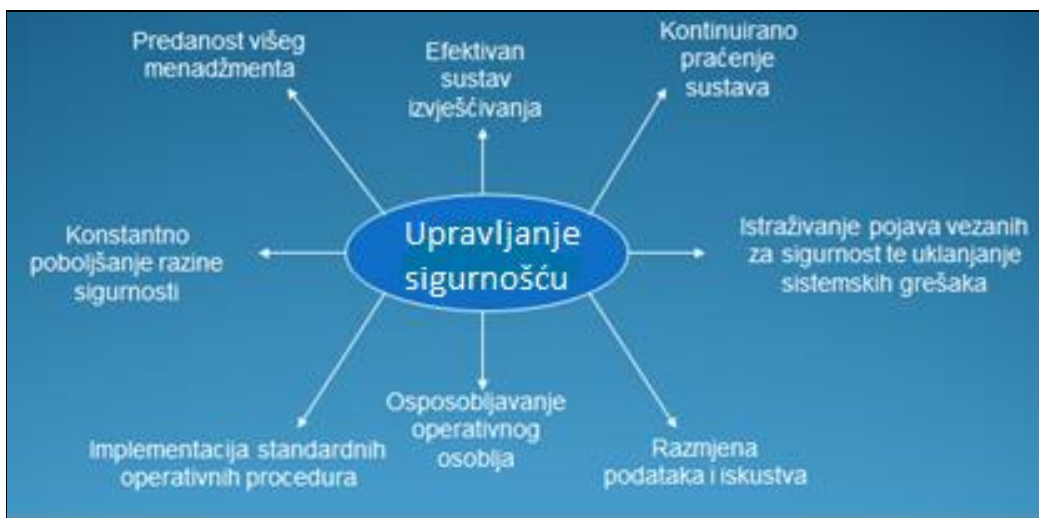 Predanost višeg
menadžmenta
Efektivan
sustav
izvješćivanja
Kontinuirano
praćenje
sustava
Konstantno
poboljšanje razine
sigurnosti
Upravljanje
sigurnošću
Istraživanje pojava vezanih
za sigurnost te uklanjanje
sistemskih grešaka
Implementacija standardnih
operativnih procedura
Osposobljavanje
operativnog
osoblja
Razmjena
podataka i iskustva